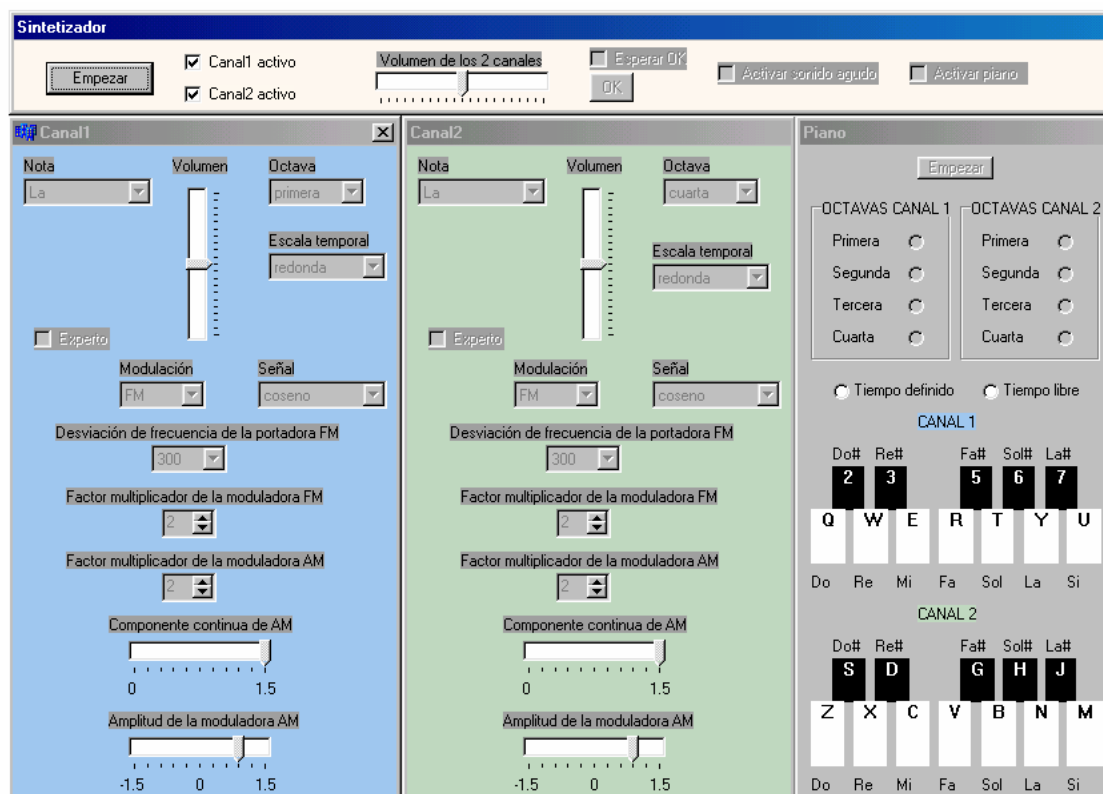 Sintetizador
Empezar
Canal1 activo
Canal2 activo
Volumen de los 2 canales
Esperar OK
OK
Activar sonido agudo
Activar piano
Canal1
Nota
Volumen
Octava
La
primera
Escala temporal
redonda
Experto
Modulación
Señal
FM
coseno
Desviación de frecuencia de la portadora FM
300
Factor multiplicador de la moduladora FM
2
Factor multiplicador de la moduladora AM
2
Componente continua de AM
0 1.5
Amplitud de la moduladora AM
-1.5 0 1.5
Canal2
Nota
Volumen
Octava
La
cuarta
Escala temporal
redonda
Experto
Modulación
Señal
FM
coseno
Desviación de frecuencia de la portadora FM
300
Factor multiplicador de la moduladora FM
2
Factor multiplicador de la moduladora AM
2
Componente continua de AM
0 1.5
Amplitud de la moduladora AM
-1.5 0 1.5
Piano
Empezar
OCTAVAS CANAL 1
Primera
Segunda
Tercera
Cuarta
OCTAVAS CANAL 2
Primera
Segunda
Tercera
Cuarta
Tiempo definido
Tiempo libre
CANAL 1
Do# Re# Fa# Sol# La#
2 3 5 6 7
Q W E R T Y U
Do Re Mi Fa Sol La Si
CANAL 2
Do# Re# Fa# Sol# La#
S D G H J
Z X C V B N M
Do Re Mi Fa Sol La Si